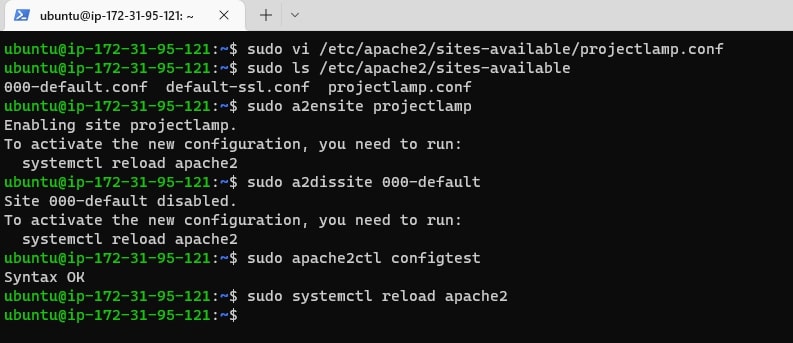 ubuntu@ip-172-31-95-121: ~
ubuntu@ip-172-31-95-121:~$ sudo vi /etc/apache2/sites-available/projectlamp.conf
ubuntu@ip-172-31-95-121:~$ sudo ls /etc/apache2/sites-available
000-default.conf  default-ssl.conf  projectlamp.conf
ubuntu@ip-172-31-95-121:~$ sudo a2ensite projectlamp
Enabling site projectlamp.
To activate the new configuration, you need to run:
  systemctl reload apache2
ubuntu@ip-172-31-95-121:~$ sudo a2dissite 000-default
Site 000-default disabled.
To activate the new configuration, you need to run:
  systemctl reload apache2
ubuntu@ip-172-31-95-121:~$ sudo apache2ctl configtest
Syntax OK
ubuntu@ip-172-31-95-121:~$ sudo systemctl reload apache2
ubuntu@ip-172-31-95-121:~$